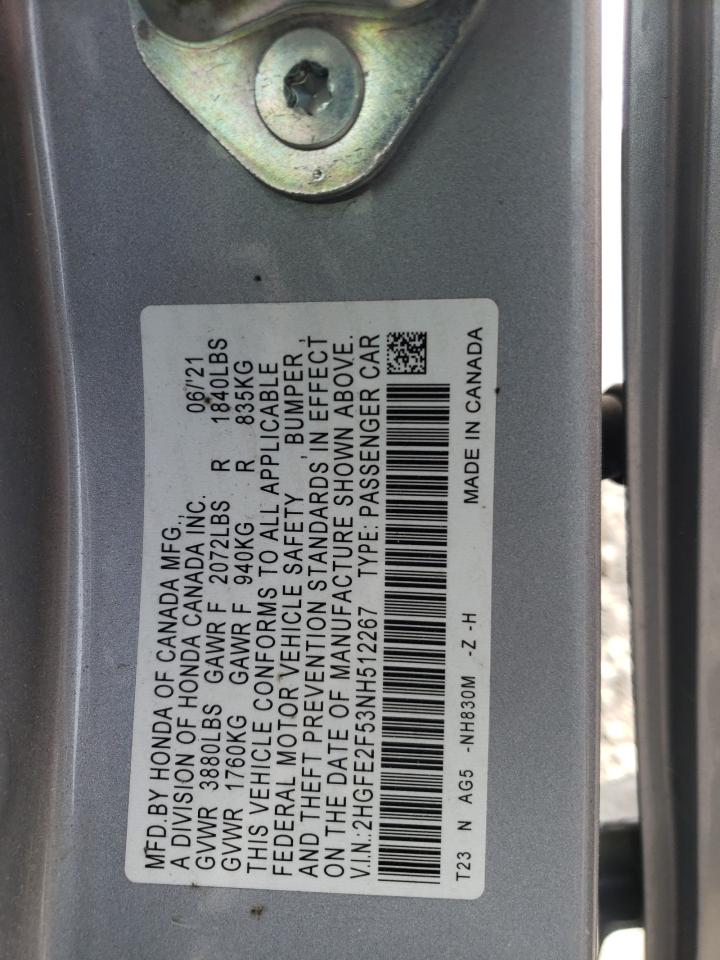 MFD.BY HONDA OF CANADA MFG., 06/'21
A DIVISION OF HONDA CANADA INC.
GVWR 3880LBS GAWR F 2072LBS R 1840LBS
GVWR 1760KG GAWR F 940KG R 835KG
THIS VEHICLE CONFORMS TO ALL APPLICABLE
FEDERAL MOTOR VEHICLE SAFETY , BUMPER ,
AND THEFT PREVENTION STANDARDS IN EFFECT
ON THE DATE OF MANUFACTURE SHOWN ABOVE.
V.I.N.:2HGFE2F53NH512267 TYPE: PASSENGER CAR
T23 N AG5 -NH830M -Z -H MADE IN CANADA